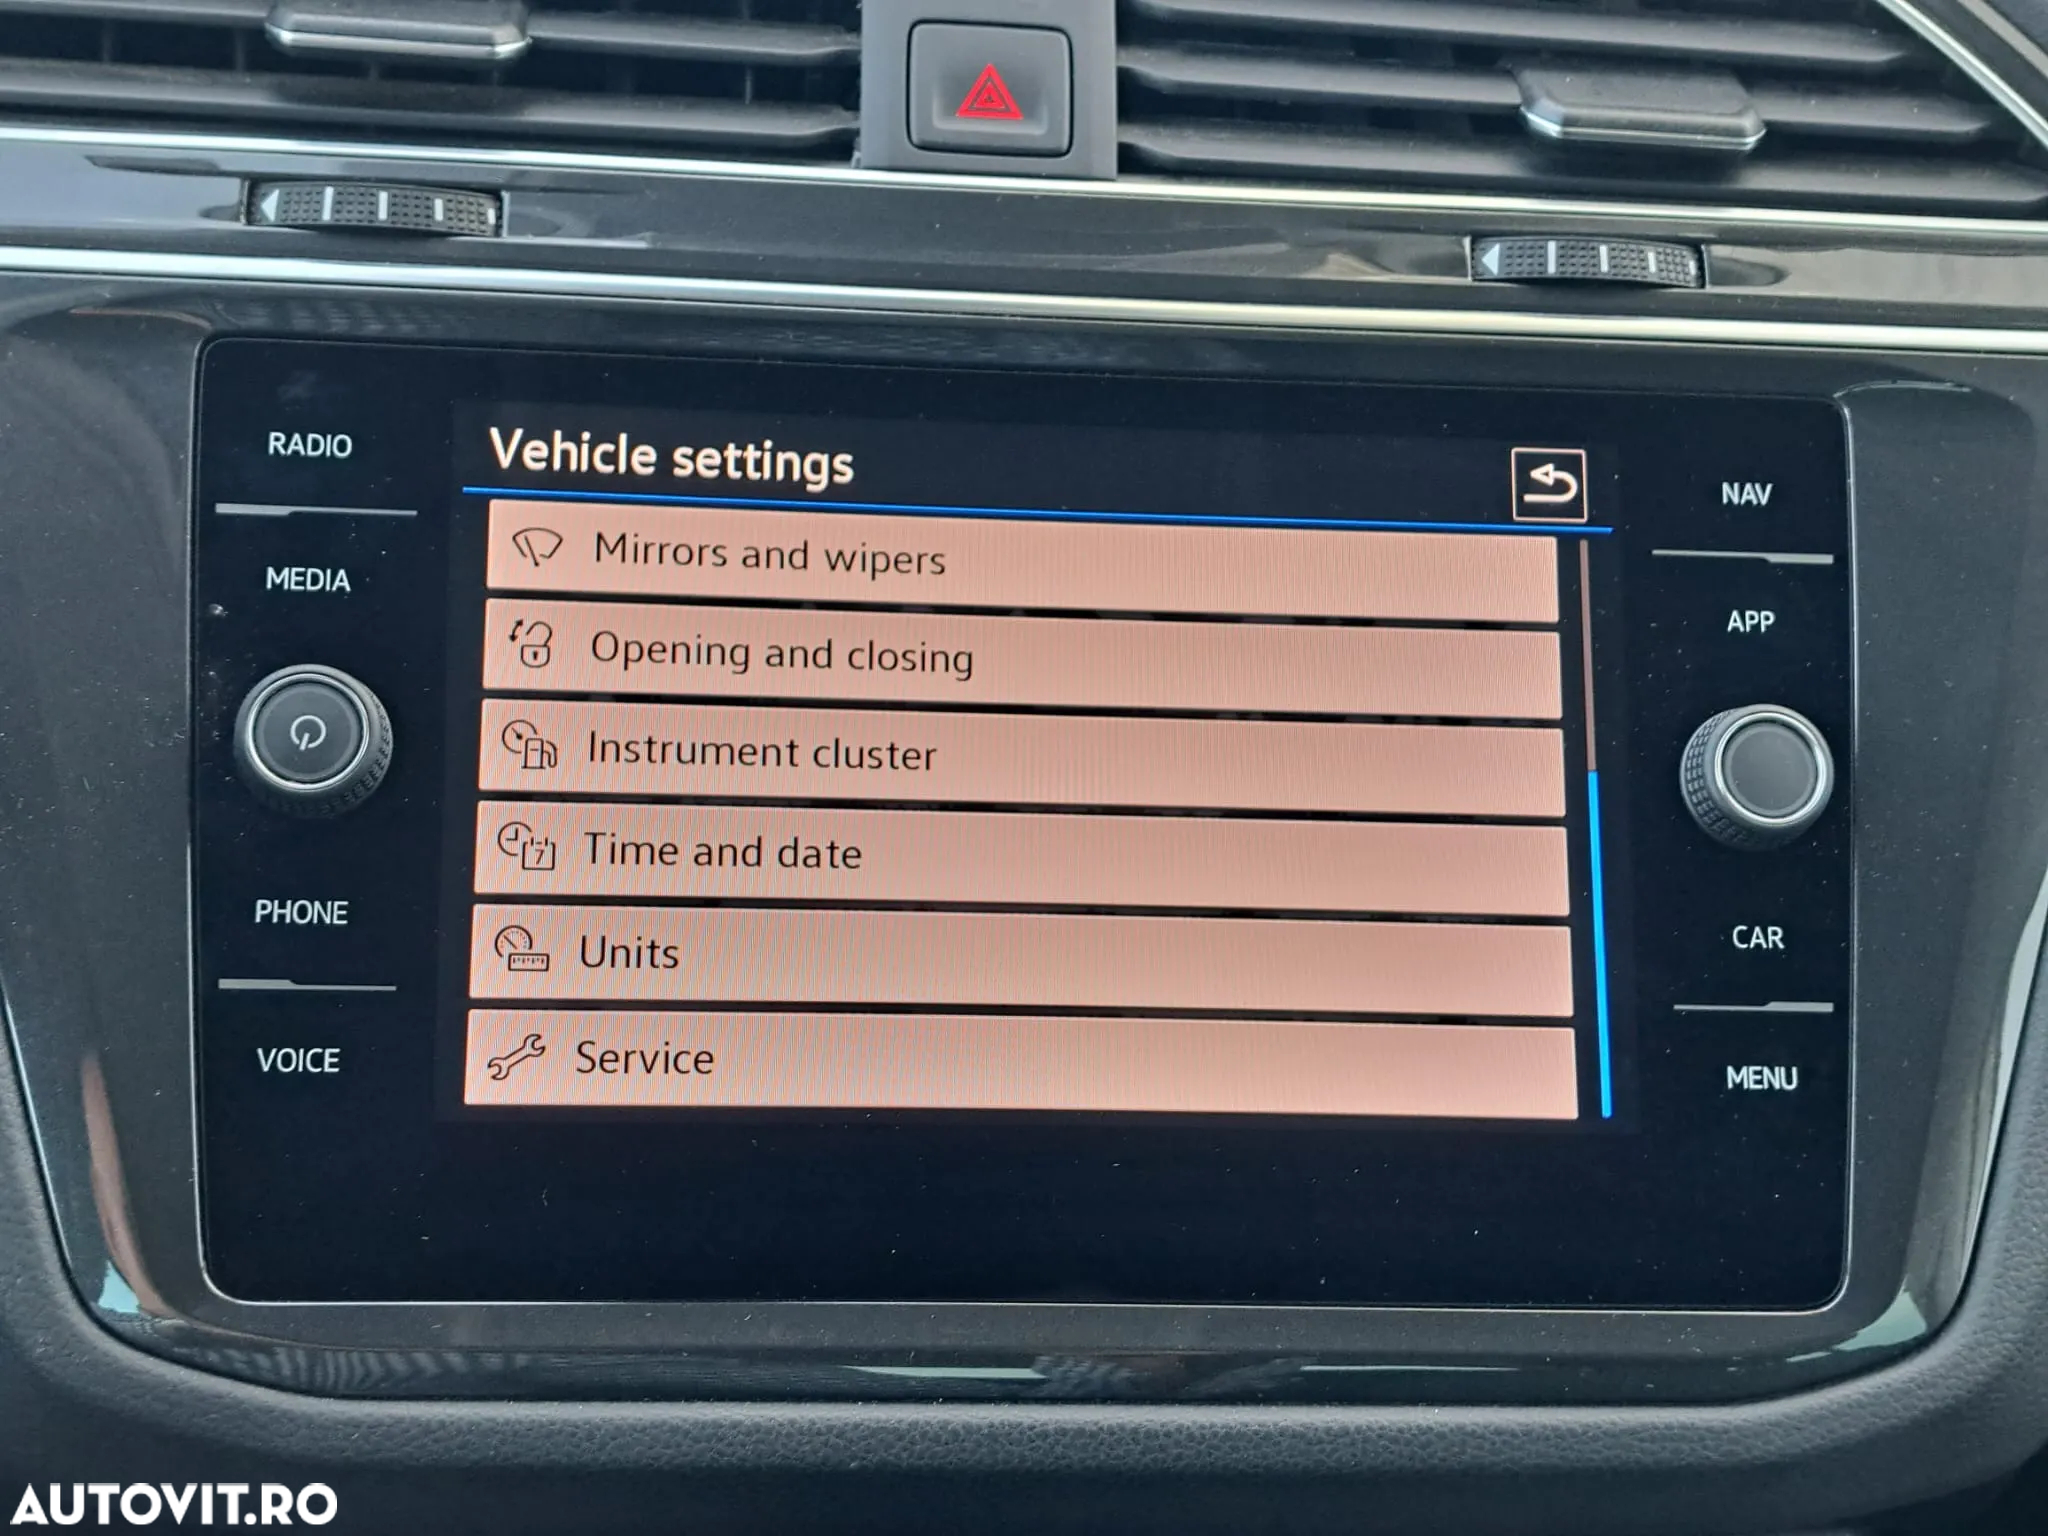 RADIO
MEDIA
PHONE
VOICE
Vehicle settings
Mirrors and wipers
Opening and closing
Instrument cluster
Time and date
7
Units
Service
NAV
APP
CAR
MENU
AUTOVIT.RO